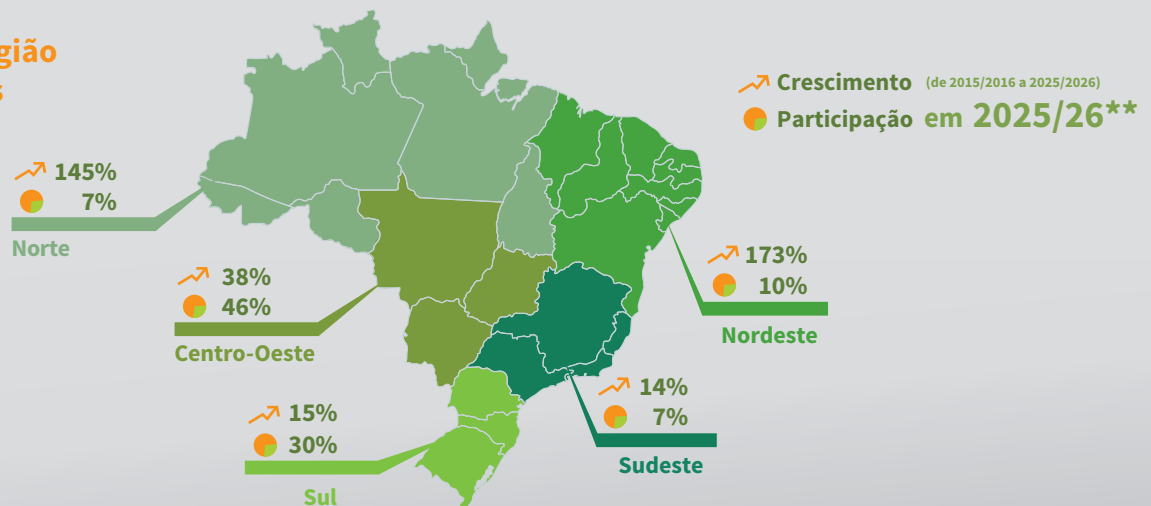 gião
s
Crescimento (de 2015/2016 a 2025/2026)
Participação em 2025/26**
145%
7%
Norte
38%
46%
Centro-Oeste
173%
10%
Nordeste
14%
7%
Sudeste
15%
30%
Sul